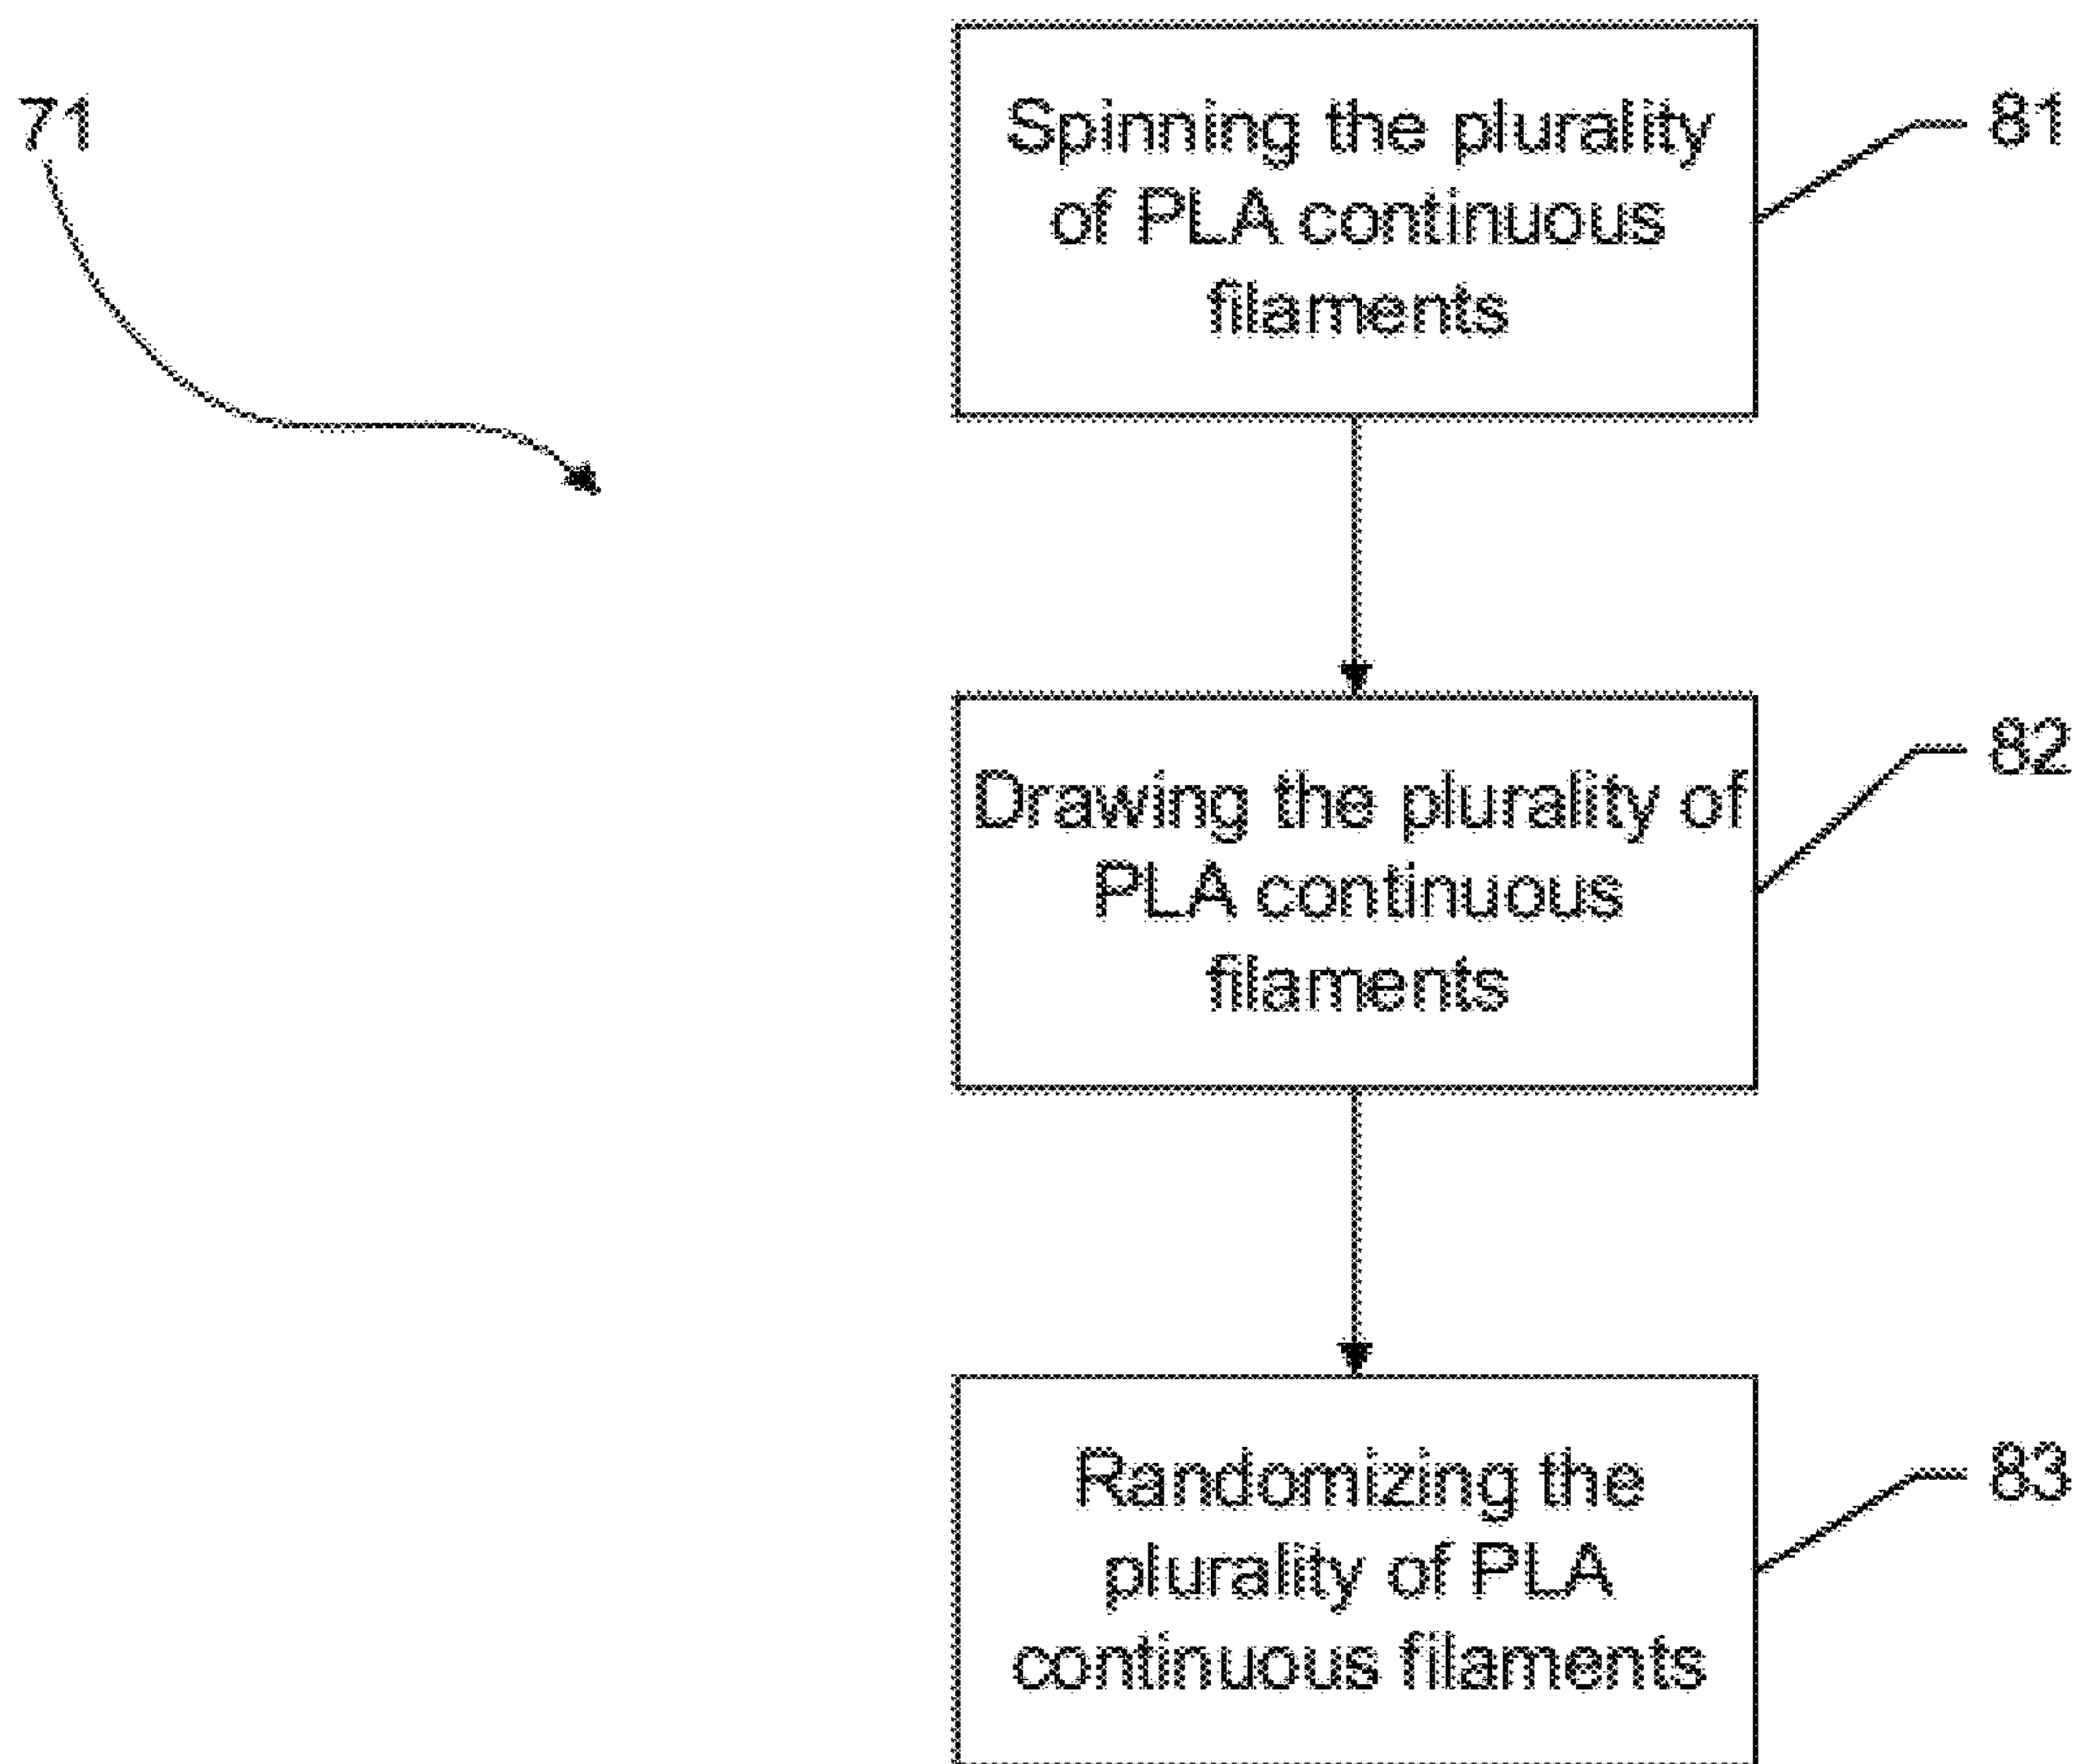 71
Spinning the plurality
of PLA continuous
filaments
81
Drawing the plurality of
PLA continuous
filaments
82
Randomizing the
plurality of PLA
continuous filaments
83